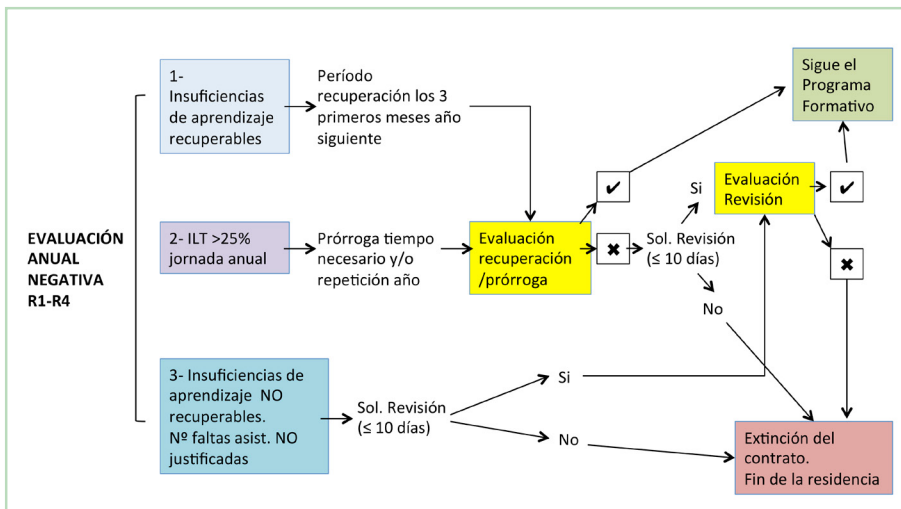 EVALUACIÓN
ANUAL
NEGATIVA
R1-R4
1-
Insuficiencias
de aprendizaje
recuperables
Período
recuperación los 3
primeros meses año
siguiente
2- ILT >25%
jornada anual
Prórroga tiempo
necesario y/o
repetición año
Evaluación
recuperación
/prórroga
✔
✖
Sol. Revisión
(≤ 10 días)
Si
No
Evaluación
Revisión
✔
✖
Sigue el
Programa
Formativo
3- Insuficiencias de
aprendizaje NO
recuperables.
Nº faltas asist. NO
justificadas
Sol. Revisión
(≤ 10 días)
Si
No
Extinción del
contrato.
Fin de la residencia